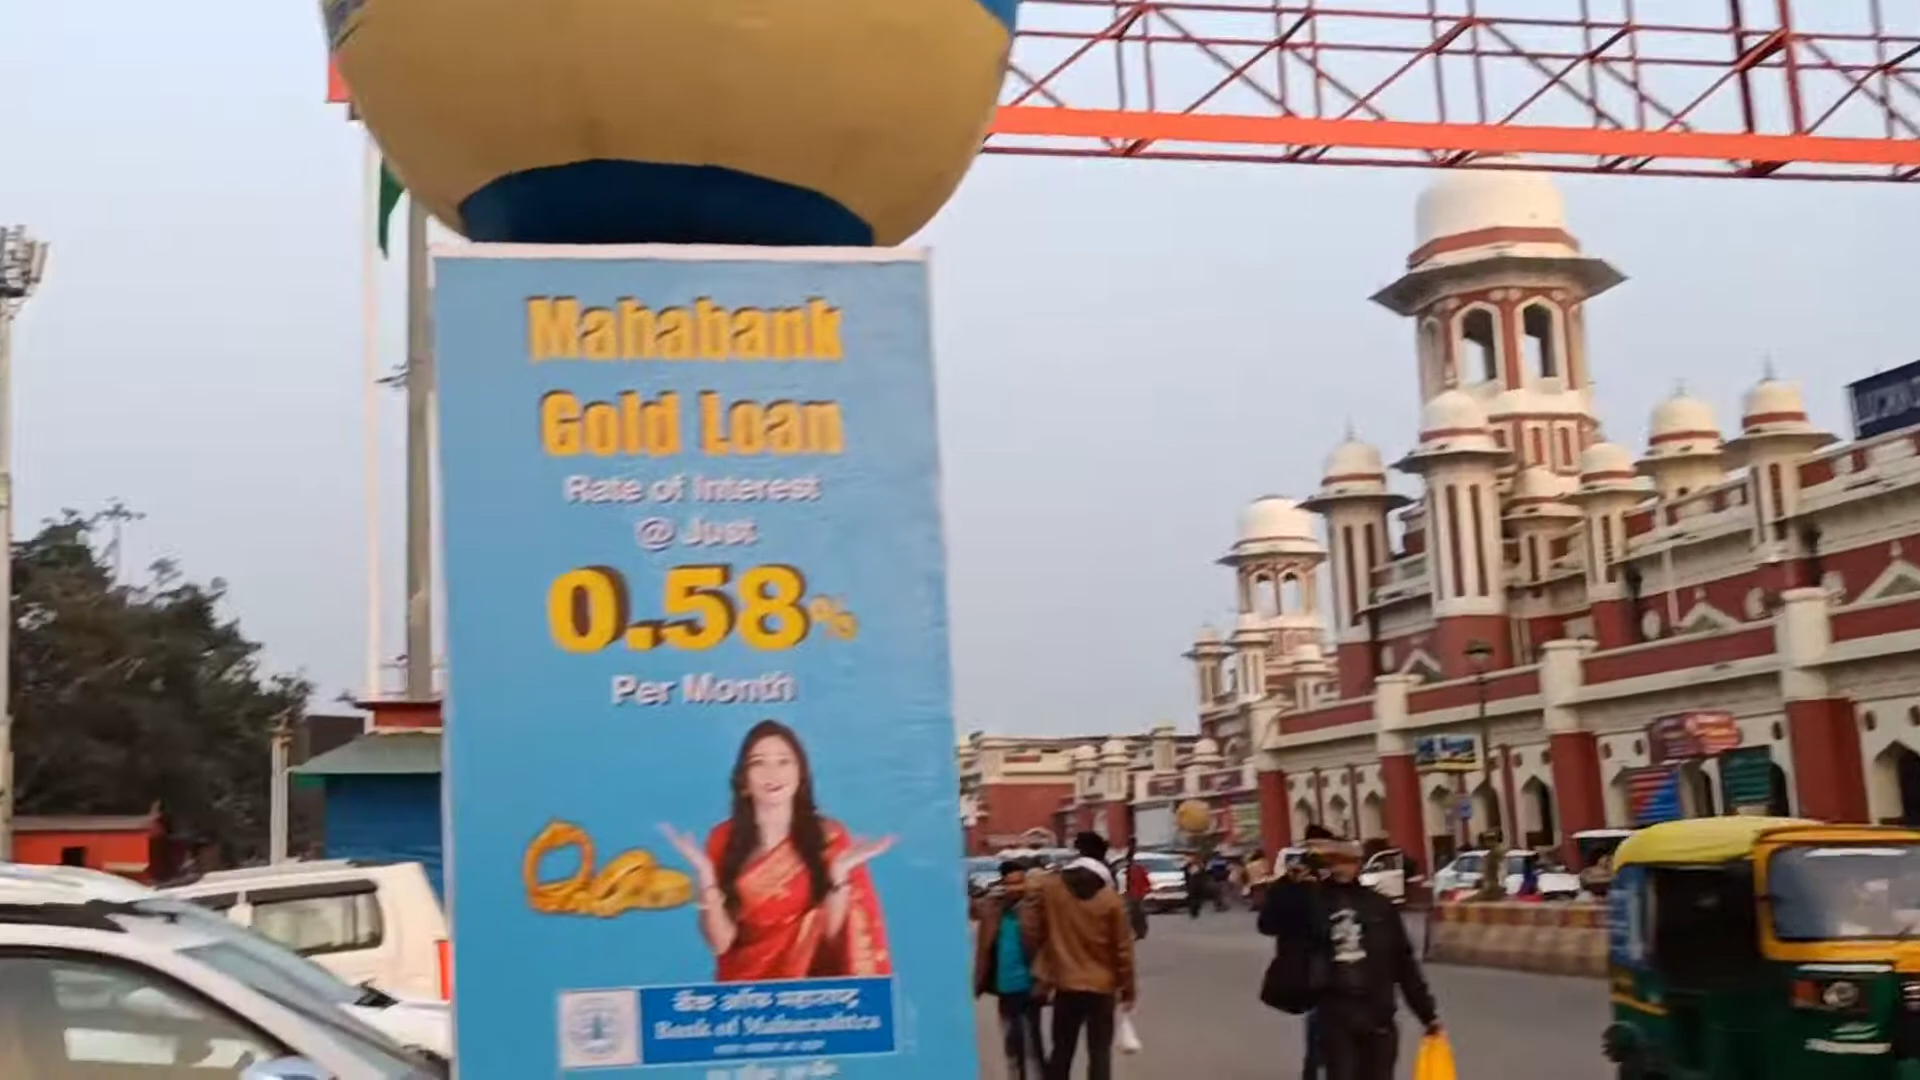 Mahabank
Gold Loan
Rate of Interest
@ Just
0.58%
Per Month
बैंक ऑफ महाराष्ट्र
Bank of Maharashtra